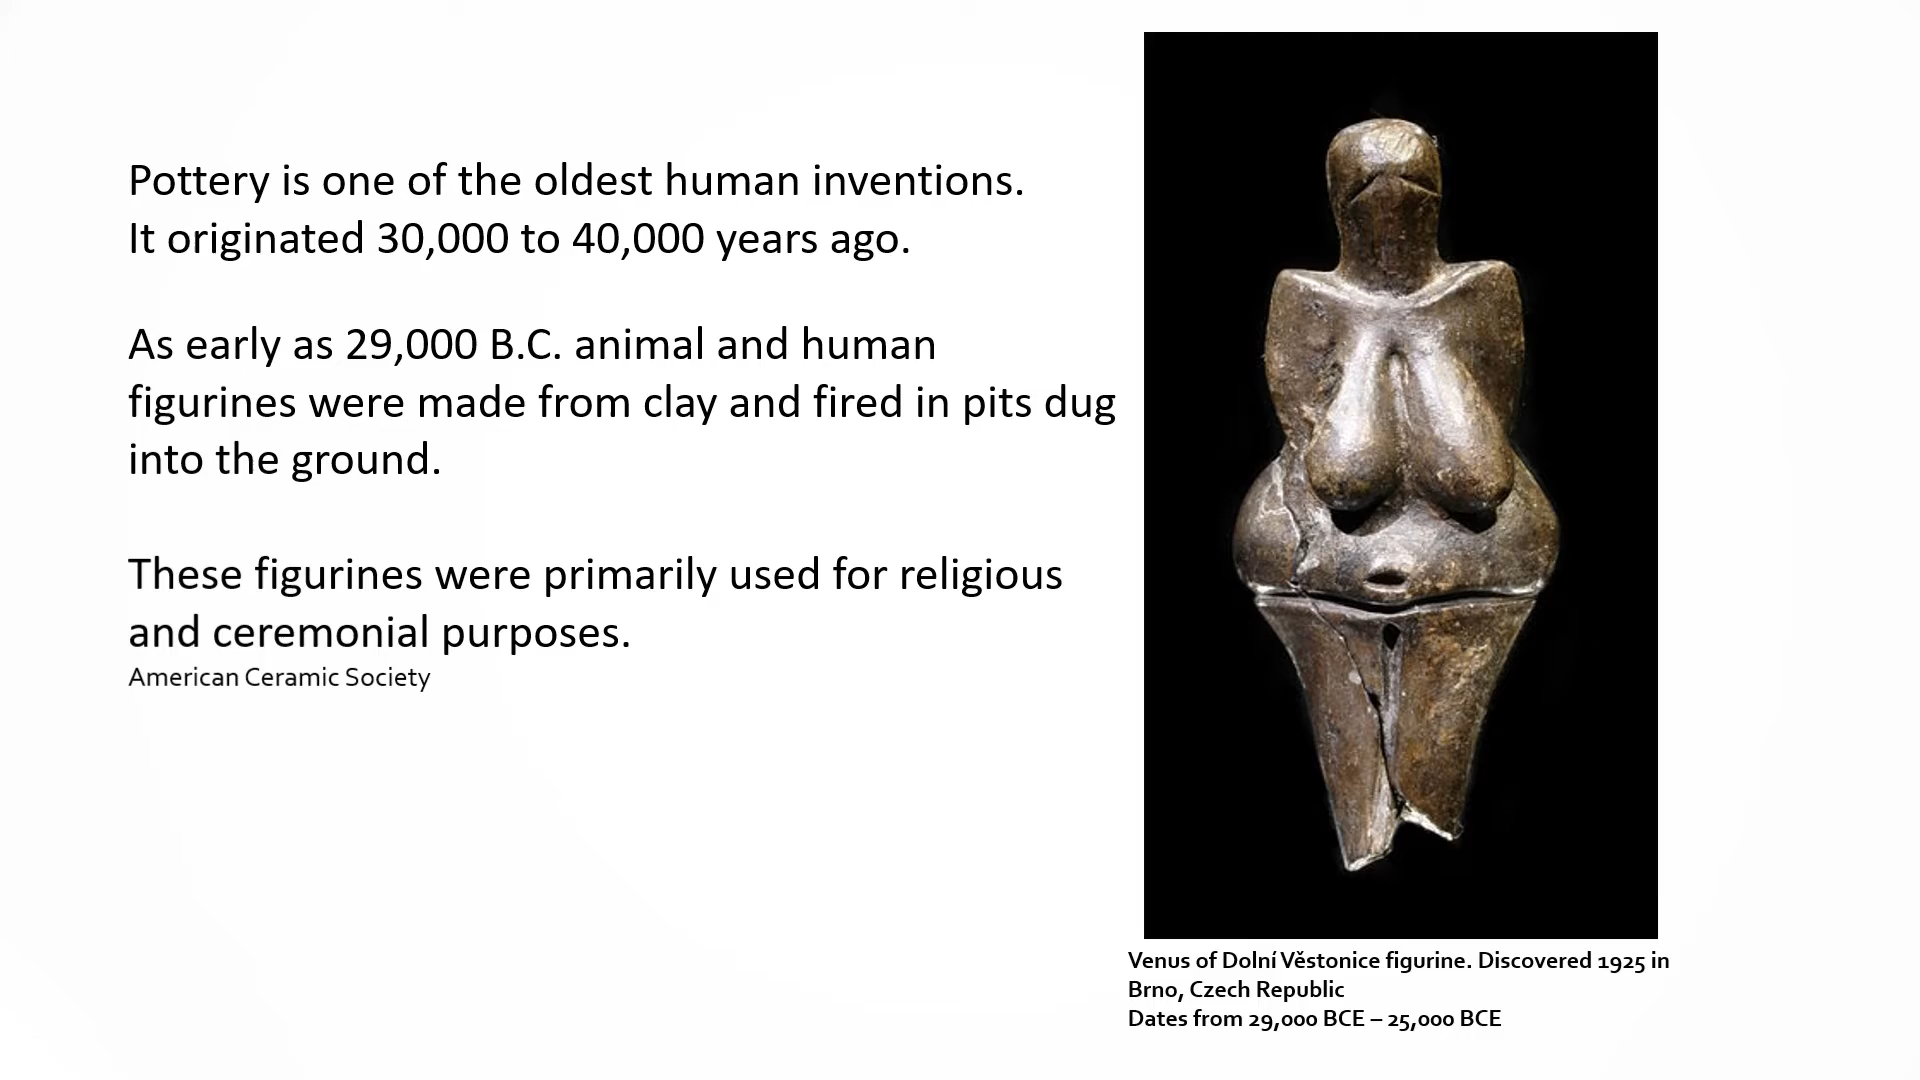 Pottery is one of the oldest human inventions.
It originated 30,000 to 40,000 years ago.
As early as 29,000 B.C. animal and human
figurines were made from clay and fired in pits dug
into the ground.
These figurines were primarily used for religious
and ceremonial purposes.
American Ceramic Society
Venus of Dolní Věstonice figurine. Discovered 1925 in
Brno, Czech Republic
Dates from 29,000 BCE – 25,000 BCE